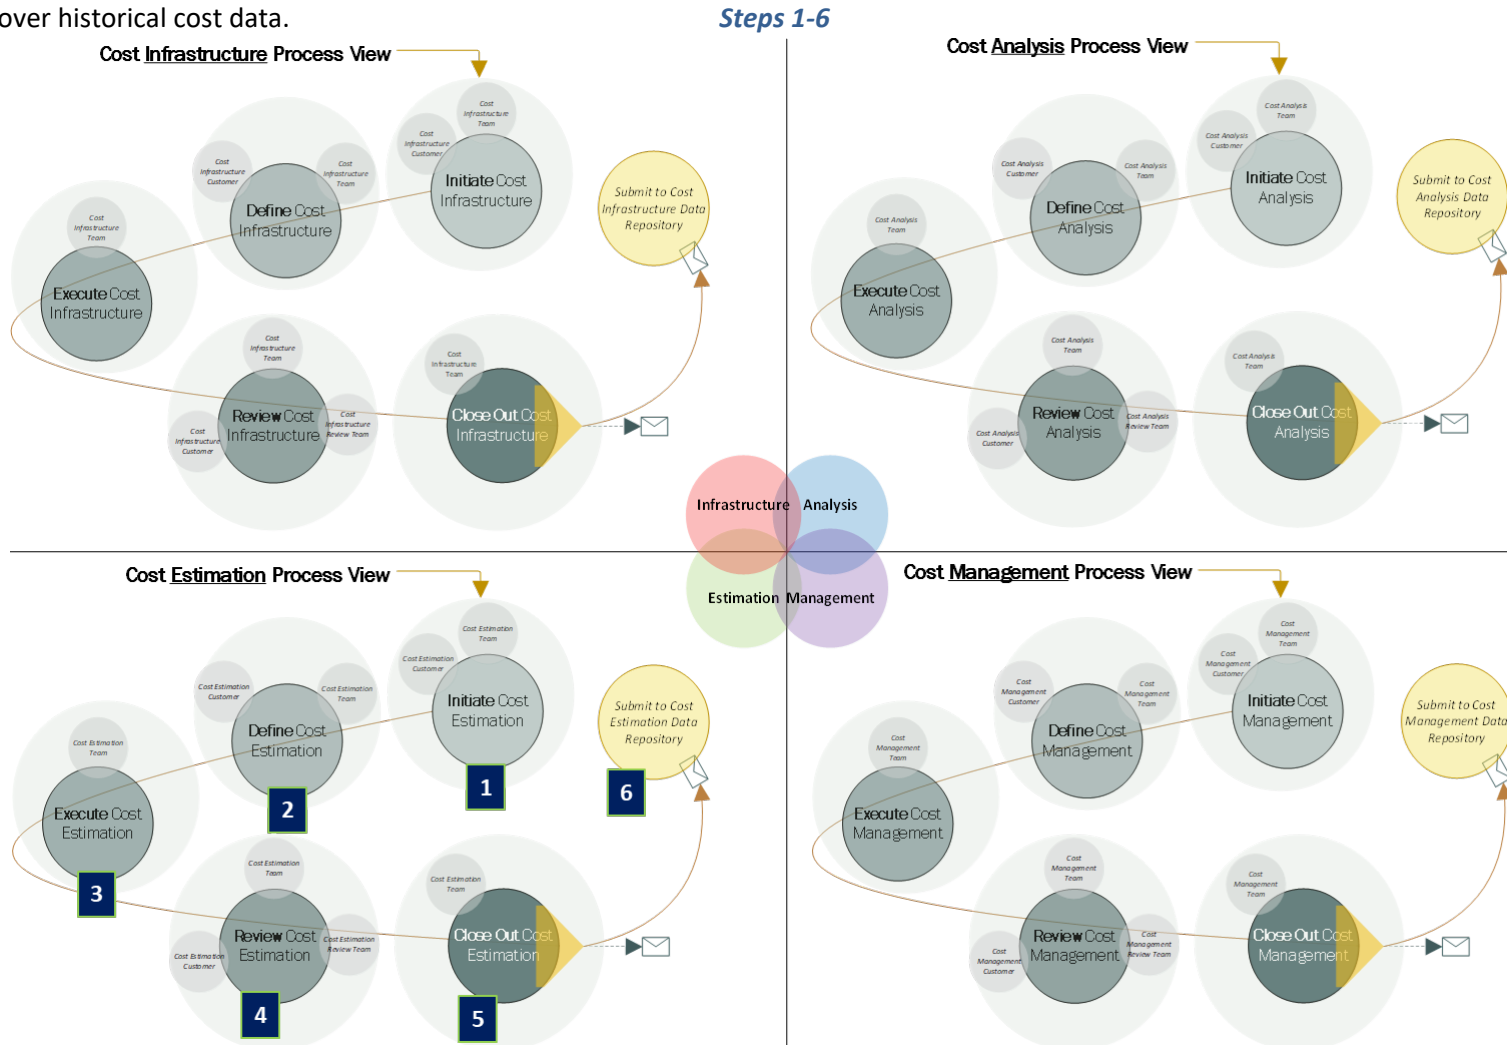 over historical cost data.
Steps 1-6
Cost Infrastructure Process View
Cost
Infrastructure
Team
Cost
Infrastructure
Customer
Initiate Cost
Infrastructure
Cost
Infrastructure
Customer
Cost
Infrastructure
Team
Define Cost
Infrastructure
Cost
Infrastructure
Team
Execute Cost
Infrastructure
Cost
Infrastructure
Team
Review Cost
Infrastructure
Cost
Infrastructure
Customer
Cost
Infrastructure
Review Team
Cost
Infrastructure
Team
Close Out Cost
Infrastructure
Submit to Cost
Infrastructure Data
Repository
Cost Analysis Process View
Cost Analysis
Team
Cost Analysis
Customer
Initiate Cost
Analysis
Cost Analysis
Customer
Cost Analysis
Team
Define Cost
Analysis
Cost Analysis
Team
Execute Cost
Analysis
Cost Analysis
Team
Review Cost
Analysis
Cost Analysis
Customer
Cost Analysis
Review Team
Cost Analysis
Team
Close Out Cost
Analysis
Submit to Cost
Analysis Data
Repository
Infrastructure
Analysis
Estimation
Management
Cost Estimation Process View
Cost Estimation
Team
Cost Estimation
Customer
Initiate Cost
Estimation
1
Cost Estimation
Customer
Cost Estimation
Team
Define Cost
Estimation
2
Cost Estimation
Team
Execute Cost
Estimation
3
Cost Estimation
Team
Review Cost
Estimation
Cost Estimation
Customer
Cost Estimation
Review Team
4
Cost Estimation
Team
Close Out Cost
Estimation
5
Submit to Cost
Estimation Data
Repository
6
Cost Management Process View
Cost
Management
Team
Cost
Management
Customer
Initiate Cost
Management
Cost
Management
Customer
Cost
Management
Team
Define Cost
Management
Cost
Management
Team
Execute Cost
Management
Cost
Management
Team
Review Cost
Management
Cost
Management
Customer
Cost
Management
Review Team
Cost
Management
Team
Close Out Cost
Management
Submit to Cost
Management Data
Repository